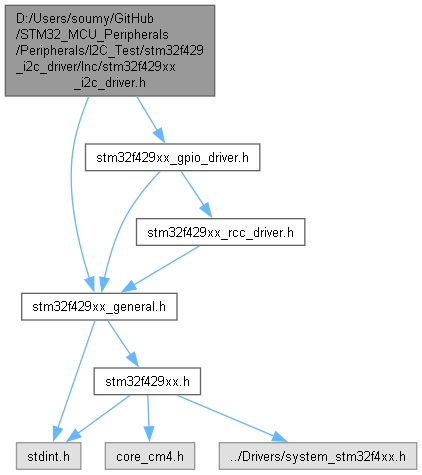 D:/Users/soumy/GitHub
/STM32_MCU_Peripherals
/Peripherals/I2C_Test/stm32f429
_i2c_driver/Inc/stm32f429xx
_i2c_driver.h
stm32f429xx_gpio_driver.h
stm32f429xx_rcc_driver.h
stm32f429xx_general.h
stm32f429xx.h
stdint.h
core_cm4.h
../Drivers/system_stm32f4xx.h